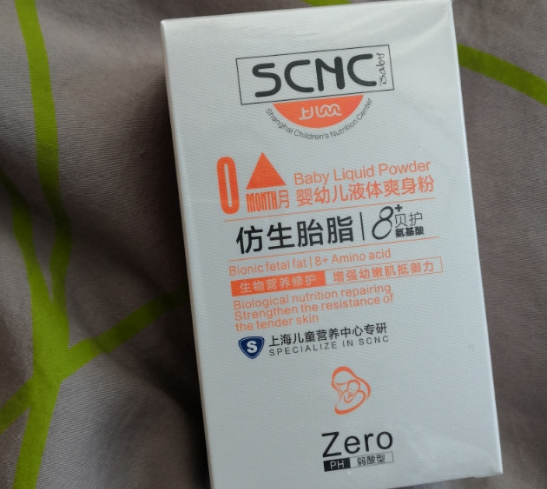 SCNC Baby
上儿
Shanghai Children's Nutrition Center
0 MONTH月
Baby Liquid Powder
婴幼儿液体爽身粉
仿生胎脂 8+贝护氨基酸
Bionic fetal fat | 8+ Amino acid
生物营养修护 增强幼嫩肌抵御力
Biological nutrition repairing
Strengthen the resistance of
the tender skin
S 上海儿童营养中心专研
SPECIALIZE IN SCNC
Zero
PH 弱酸型